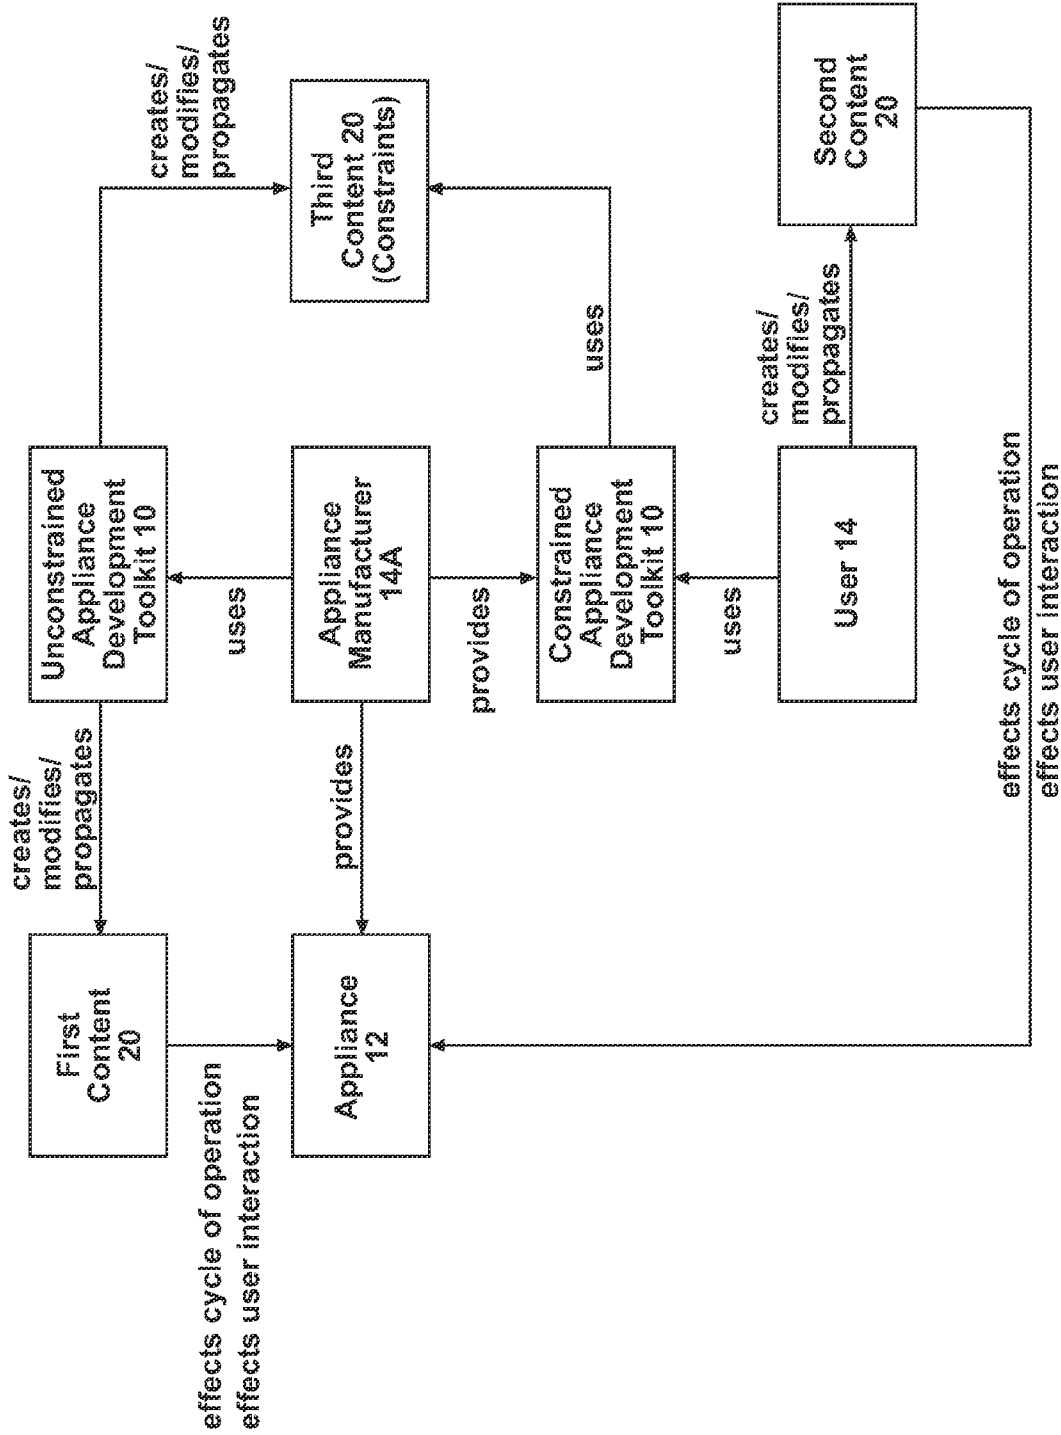 effects cycle of operation
effects user interaction
First
Content
20
creates/
modifies/
propagates
Unconstrained
Appliance
Development
Toolkit 10
creates/
modifies/
propagates
Appliance
12
provides
uses
Appliance
Manufacturer
14A
Third
Content 20
(Constraints)
provides
Constrained
Appliance
Development
Toolkit 10
uses
uses
User 14
creates/
modifies/
propagates
Second
Content
20
effects cycle of operation
effects user interaction